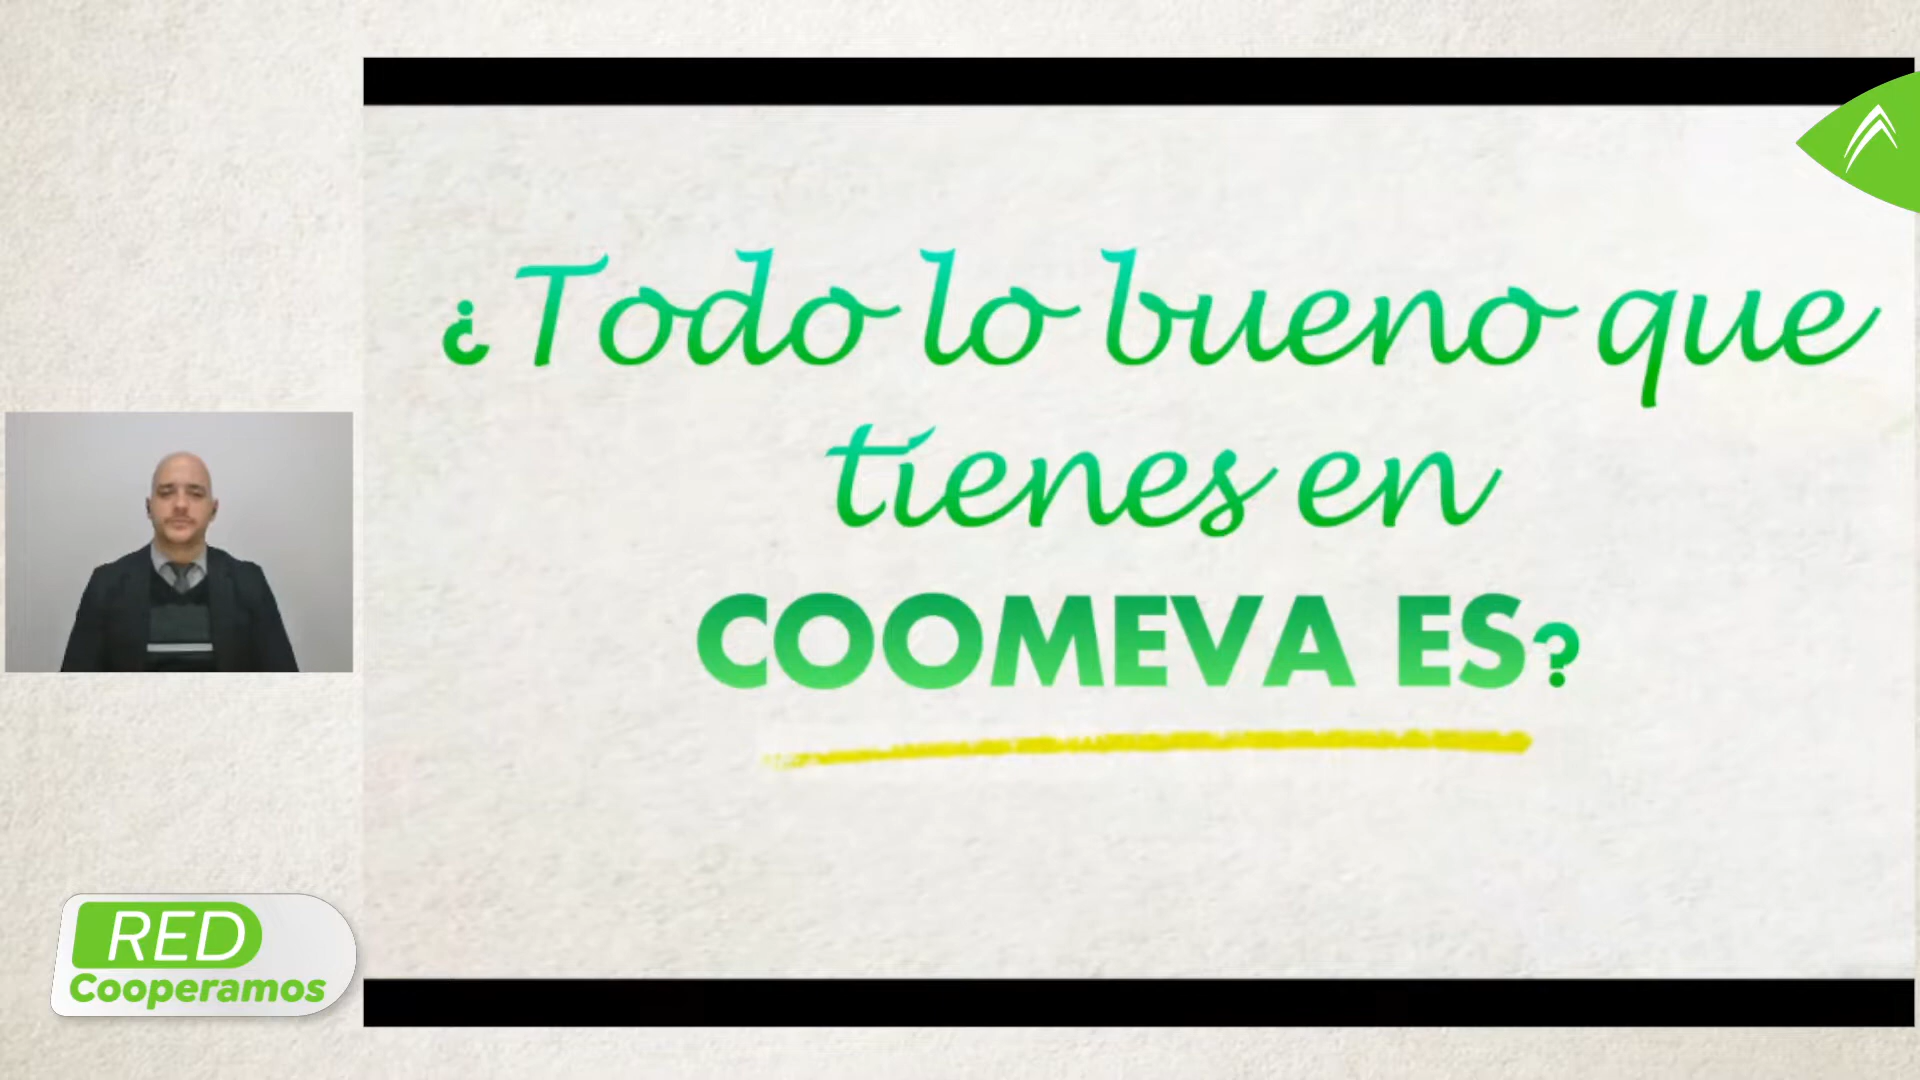 ¿Todo lo bueno que
tienes en
COOMEVA ES?
RED
Cooperamos